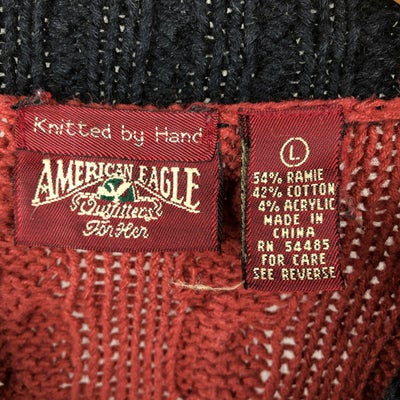 Knitted by Hand
AMERICAN EAGLE
Outfitters
For Her
L
54% RAMIE
42% COTTON
4% ACRYLIC
MADE IN
CHINA
RN 54485
FOR CARE
SEE REVERSE